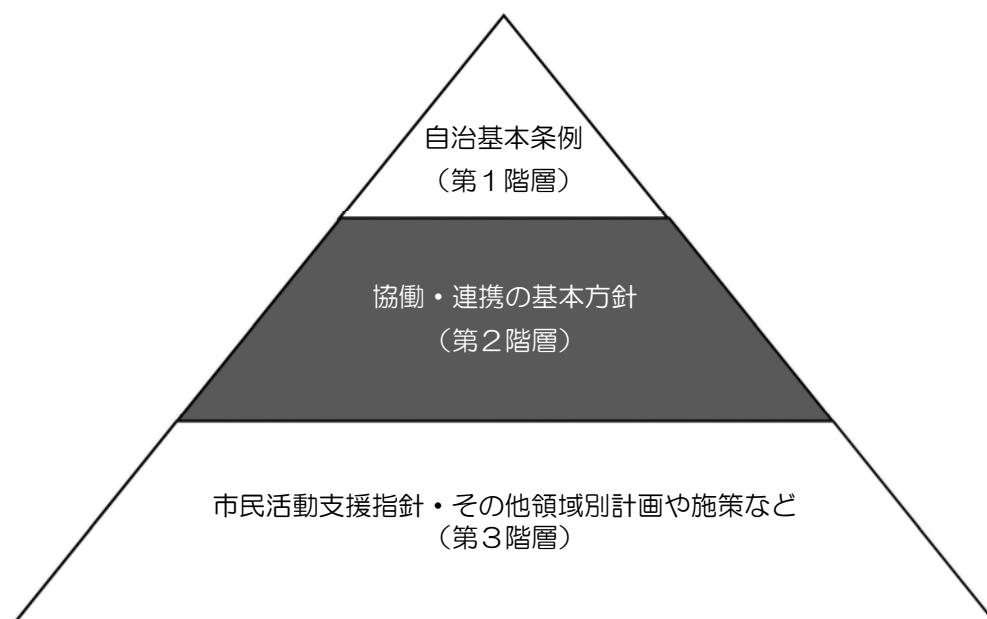 自治基本条例
（第１階層）
協働・連携の基本方針
（第２階層）
市民活動支援指針・その他領域別計画や施策など
（第３階層）